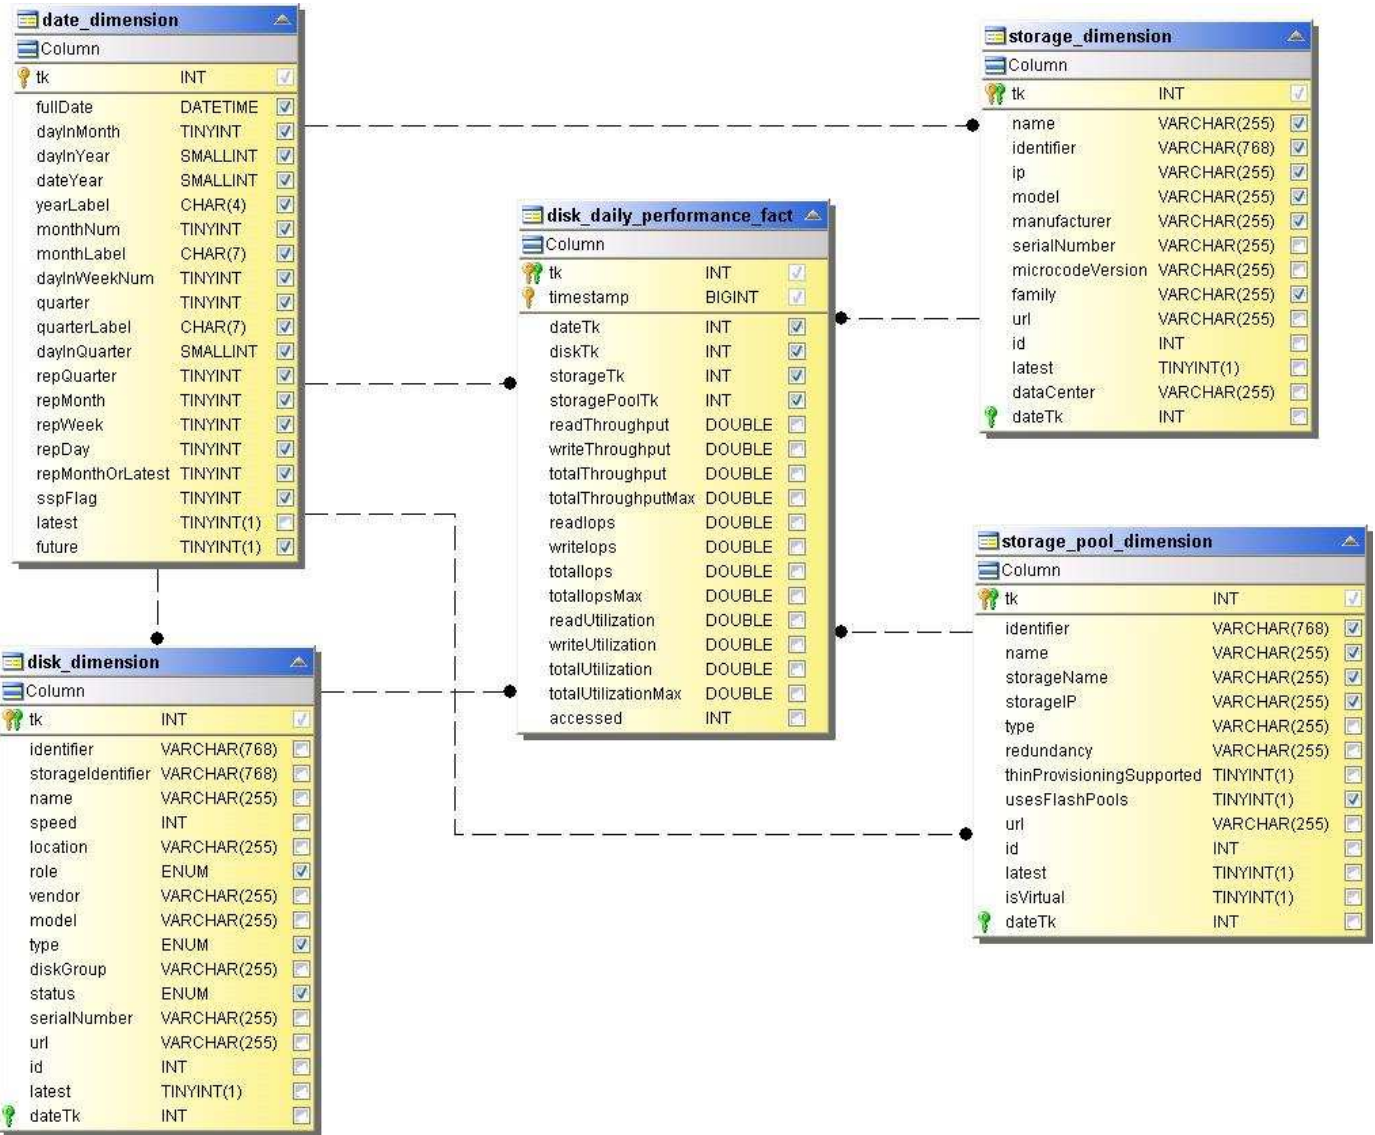 date_dimension
Column
tk INT
fullDate DATETIME
dayInMonth TINYINT
dayInYear SMALLINT
dateYear SMALLINT
yearLabel CHAR(4)
monthNum TINYINT
monthLabel CHAR(7)
dayInWeekNum TINYINT
quarter TINYINT
quarterLabel CHAR(7)
dayInQuarter SMALLINT
repQuarter TINYINT
repMonth TINYINT
repWeek TINYINT
repDay TINYINT
repMonthOrLatest TINYINT
sspFlag TINYINT
latest TINYINT(1)
future TINYINT(1)
disk_dimension
Column
tk INT
identifier VARCHAR(768)
storageIdentifier VARCHAR(768)
name VARCHAR(255)
speed INT
location VARCHAR(255)
role ENUM
vendor VARCHAR(255)
model VARCHAR(255)
type ENUM
diskGroup VARCHAR(255)
status ENUM
serialNumber VARCHAR(255)
url VARCHAR(255)
id INT
latest TINYINT(1)
dateTk INT
disk_daily_performance_fact
Column
tk INT
timestamp BIGINT
dateTk INT
diskTk INT
storageTk INT
storagePoolTk INT
readThroughput DOUBLE
writeThroughput DOUBLE
totalThroughput DOUBLE
totalThroughputMax DOUBLE
readIops DOUBLE
writeIops DOUBLE
totalIops DOUBLE
totalIopsMax DOUBLE
readUtilization DOUBLE
writeUtilization DOUBLE
totalUtilization DOUBLE
totalUtilizationMax DOUBLE
accessed INT
storage_dimension
Column
tk INT
name VARCHAR(255)
identifier VARCHAR(768)
ip VARCHAR(255)
model VARCHAR(255)
manufacturer VARCHAR(255)
serialNumber VARCHAR(255)
microcodeVersion VARCHAR(255)
family VARCHAR(255)
url VARCHAR(255)
id INT
latest TINYINT(1)
dataCenter VARCHAR(255)
dateTk INT
storage_pool_dimension
Column
tk INT
identifier VARCHAR(768)
name VARCHAR(255)
storageName VARCHAR(255)
storageIP VARCHAR(255)
type VARCHAR(255)
redundancy VARCHAR(255)
thinProvisioningSupported TINYINT(1)
usesFlashPools TINYINT(1)
url VARCHAR(255)
id INT
latest TINYINT(1)
isVirtual TINYINT(1)
dateTk INT